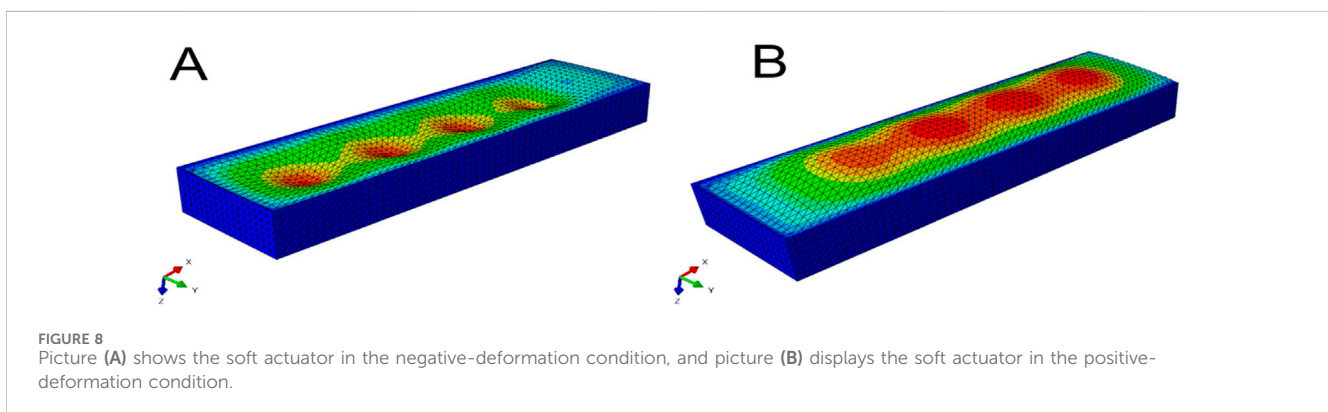 A
B
X
Y
Z
X
Y
Z
FIGURE 8
Picture (A) shows the soft actuator in the negative-deformation condition, and picture (B) displays the soft actuator in the positive-
deformation condition.